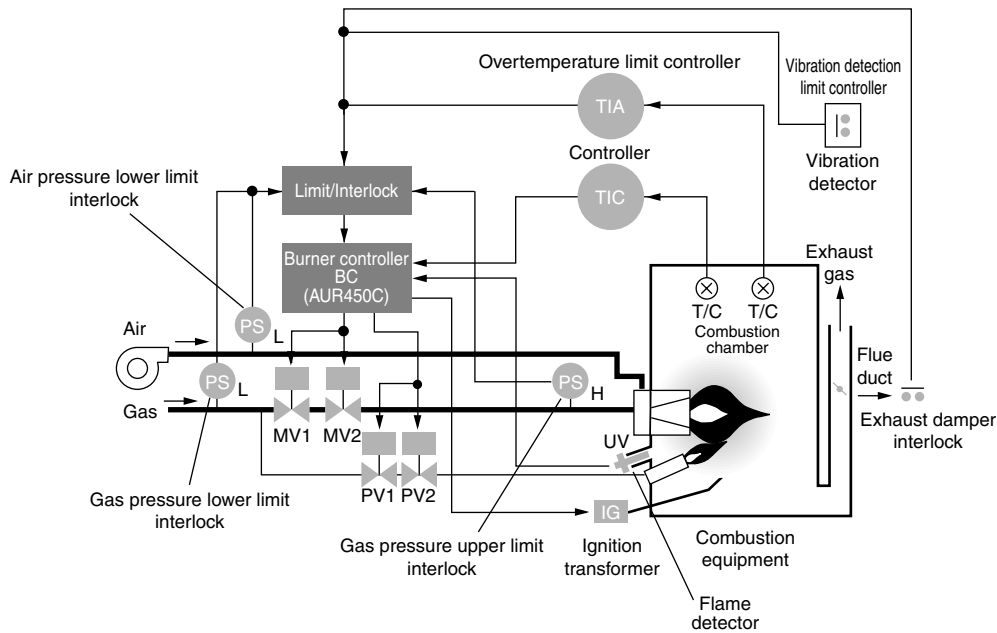 Overtemperature limit controller
TIA
Vibration detection
limit controller
Vibration
detector
Controller
TIC
Air pressure lower limit
interlock
Limit/Interlock
Burner controller
BC
(AUR450C)
Exhaust
gas
T/C
T/C
Combustion
chamber
PS
L
Air
PS
L
Gas
MV1
MV2
PS
H
Flue
duct
Exhaust damper
interlock
UV
PV1
PV2
Gas pressure lower limit
interlock
IG
Gas pressure upper limit
interlock
Ignition
transformer
Combustion
equipment
Flame
detector